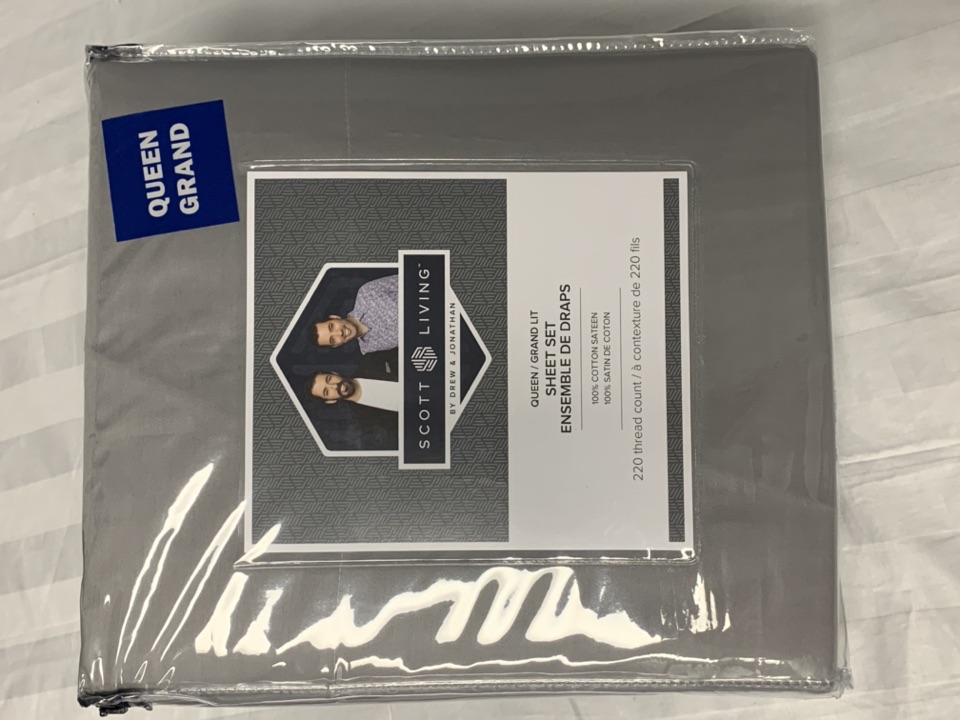 QUEEN
GRAND
SCOTT LIVING™
BY DREW & JONATHAN
QUEEN / GRAND LIT
SHEET SET
ENSEMBLE DE DRAPS
100% COTTON SATEEN
100% SATIN DE COTON
220 thread count / à contexture de 220 fils